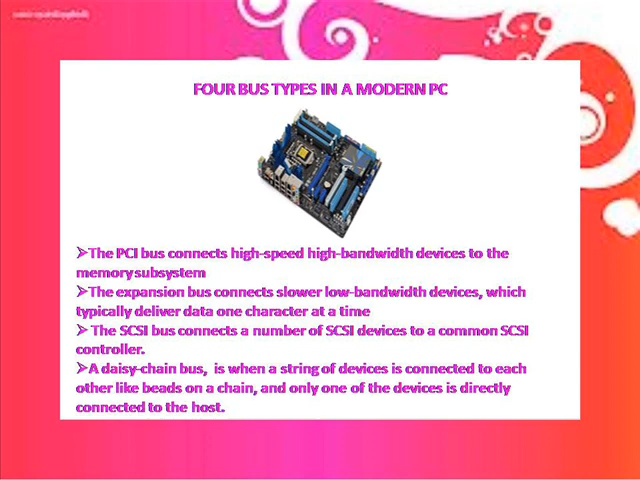 FOUR BUS TYPES IN A MODERN PC
➢The PCI bus connects high-speed high-bandwidth devices to the
memory subsystem
➢The expansion bus connects slower low-bandwidth devices, which
typically deliver data one character at a time
➢ The SCSI bus connects a number of SCSI devices to a common SCSI
controller.
➢A daisy-chain bus, is when a string of devices is connected to each
other like beads on a chain, and only one of the devices is directly
connected to the host.